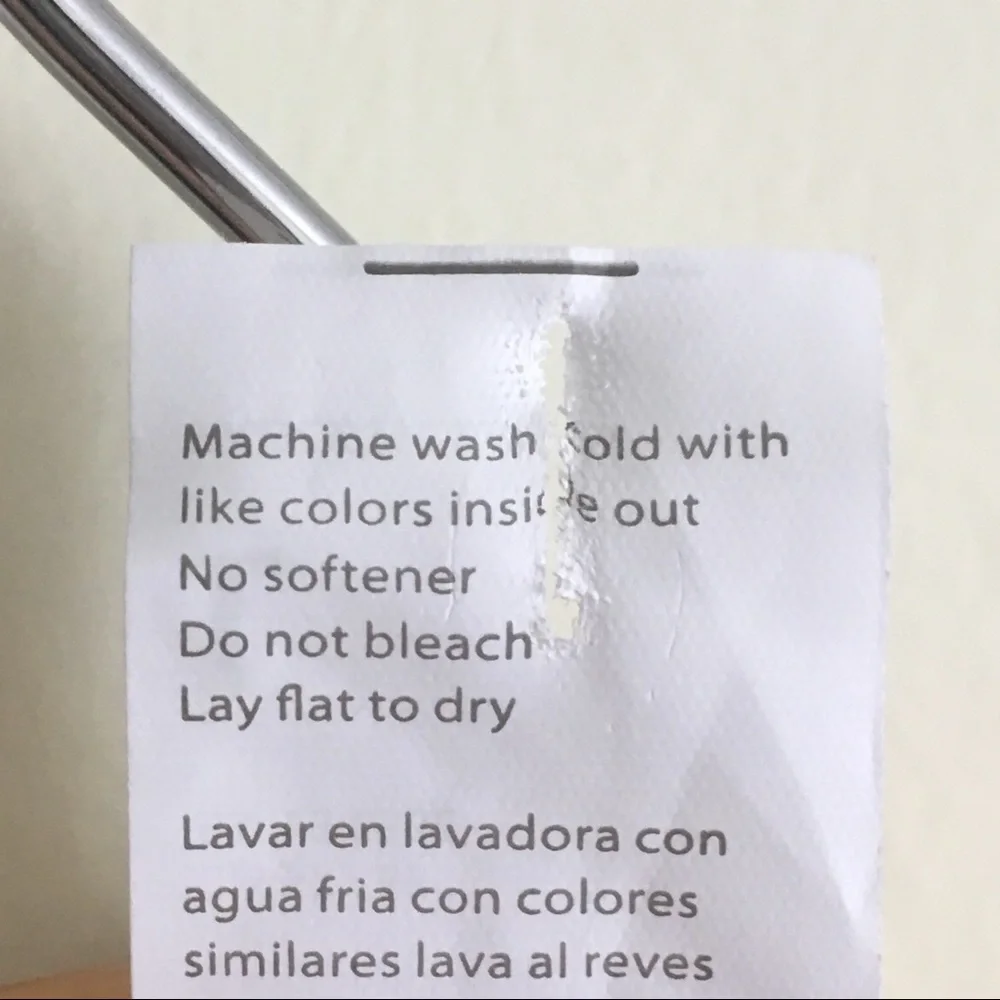 Machine wash cold with
like colors inside out
No softener
Do not bleach
Lay flat to dry
Lavar en lavadora con
agua fria con colores
similares lava al reves